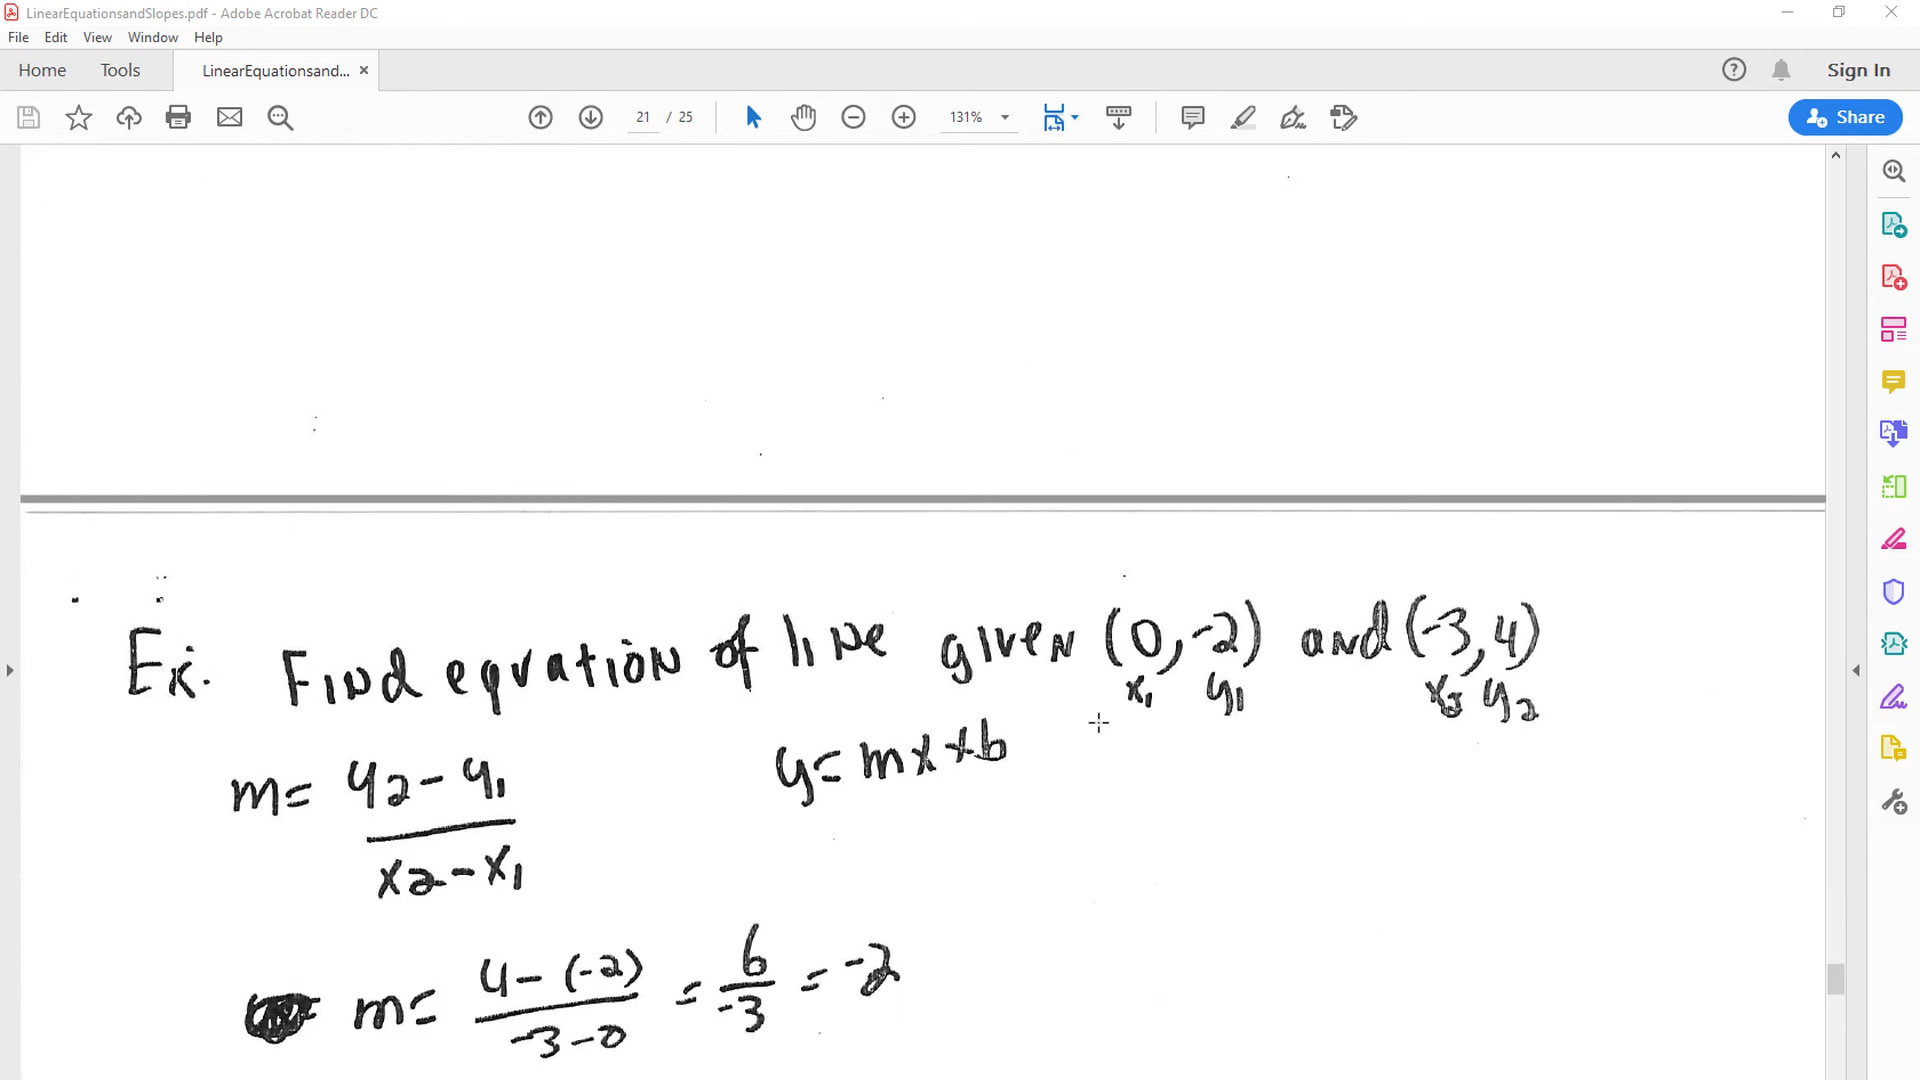 LinearEquationsandSlopes.pdf - Adobe Acrobat Reader DC
File Edit View Window Help
Home Tools LinearEquationsand... × Sign In
21 / 25 131% Share
Ex. Find equation of line given (0,-2) and (-3,4)
x1 y1 x2 y2
m= y2-y1 y=mx+b
x2-x1
m= 4-(-2) = 6 = -2
-3-0 -3